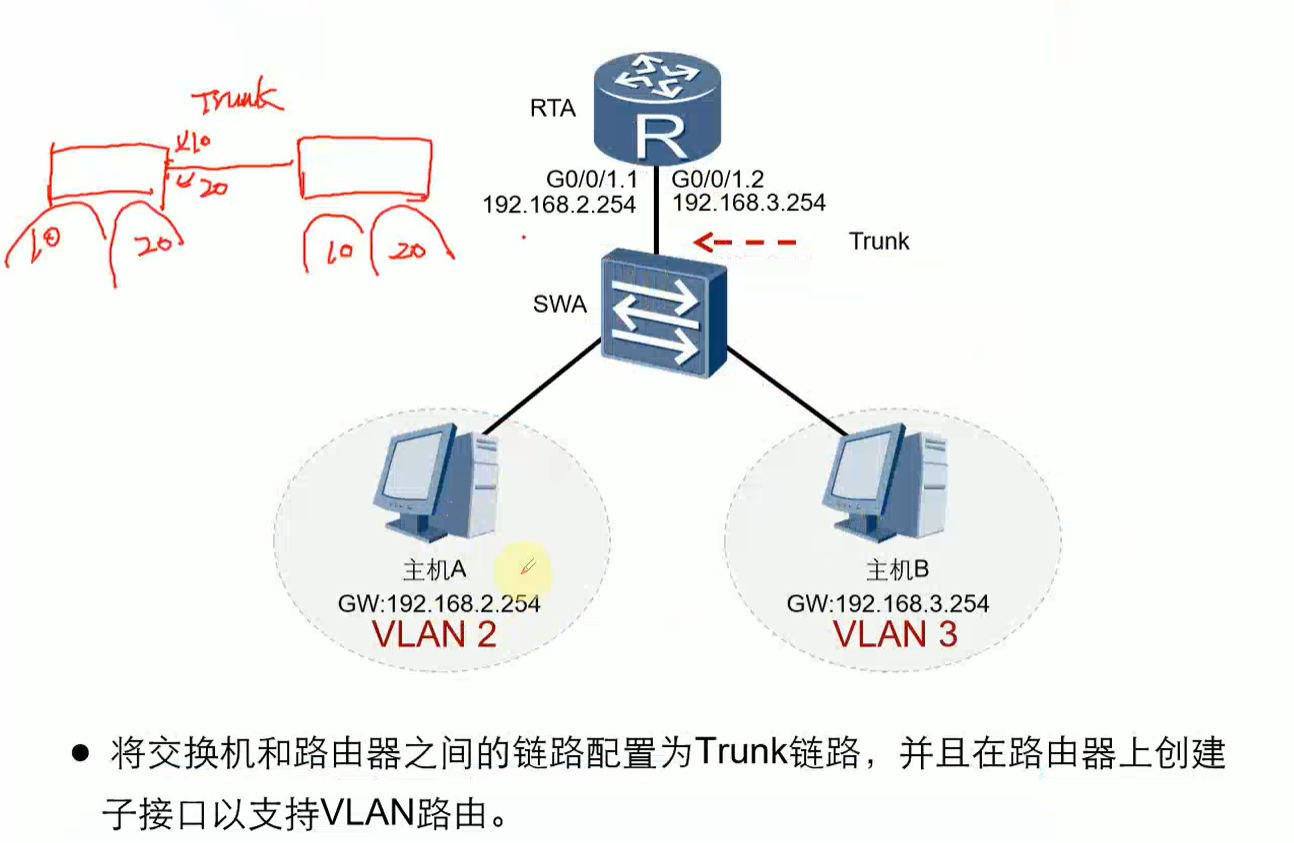 Trunk
10
20
10
20
10
20
RTA
R
G0/0/1.1
192.168.2.254
G0/0/1.2
192.168.3.254
Trunk
SWA
主机A
GW:192.168.2.254
VLAN 2
主机B
GW:192.168.3.254
VLAN 3
● 将交换机和路由器之间的链路配置为Trunk链路，并且在路由器上创建
子接口以支持VLAN路由。